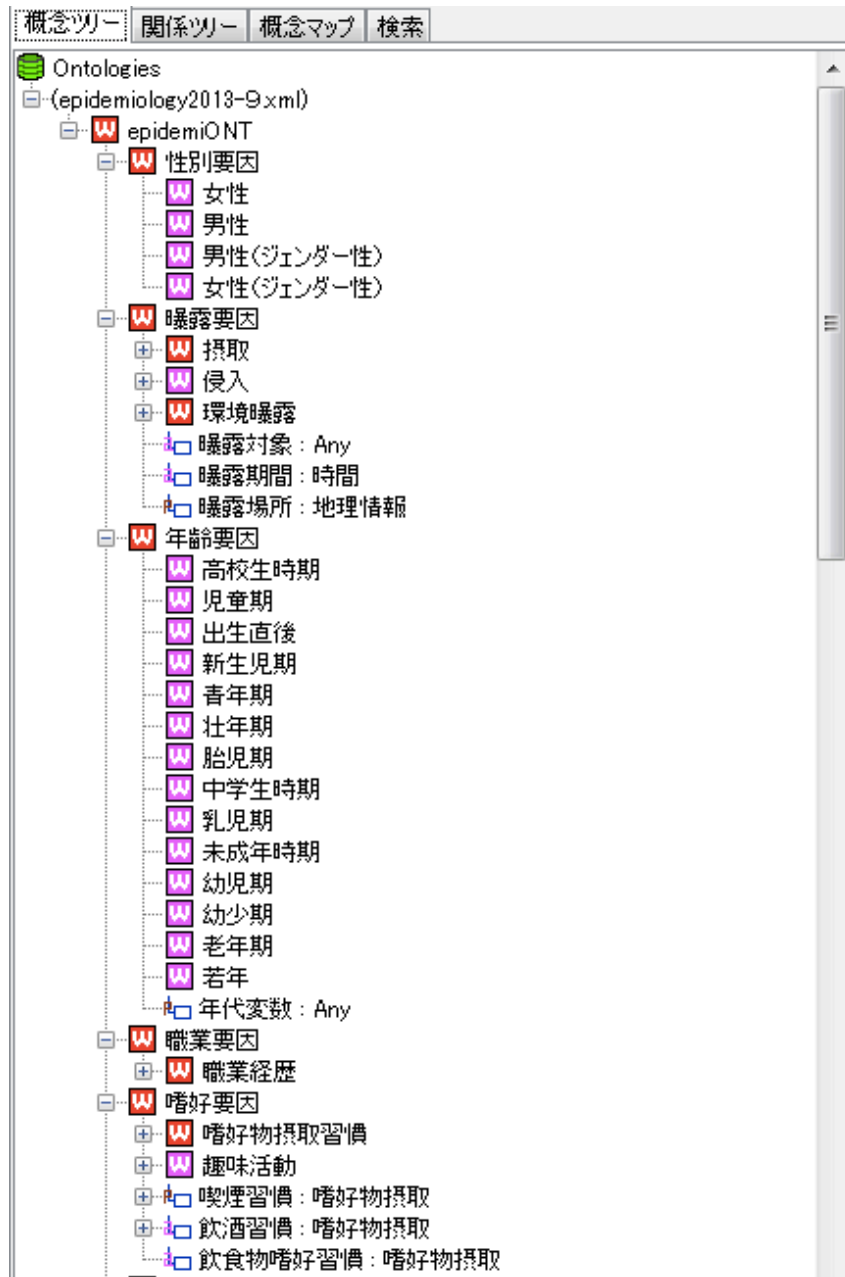 概念ツリー 関係ツリー 概念マップ 検索
Ontologies
(epidemiology2013-9.xml)
epidemiONT
性別要因
女性
男性
男性(ジェンダー性)
女性(ジェンダー性)
曝露要因
摂取
侵入
環境曝露
曝露対象:Any
曝露期間:時間
曝露場所:地理情報
年齢要因
高校生時期
児童期
出生直後
新生児期
青年期
壮年期
胎児期
中学生時期
乳児期
未成年時期
幼児期
幼少期
老年期
若年
年代変数:Any
職業要因
職業経歴
嗜好要因
嗜好物摂取習慣
趣味活動
喫煙習慣:嗜好物摂取
飲酒習慣:嗜好物摂取
飲食物嗜好習慣:嗜好物摂取